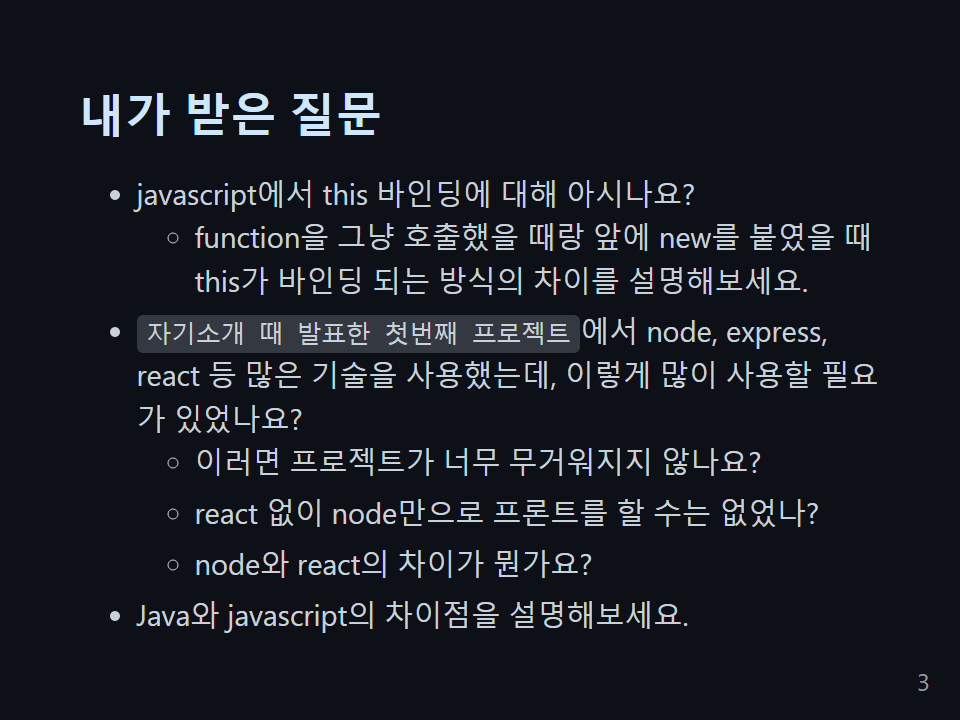 내가 받은 질문
javascript에서 this 바인딩에 대해 아시나요?
function을 그냥 호출했을 때랑 앞에 new를 붙였을 때
this가 바인딩 되는 방식의 차이를 설명해보세요.
자기소개 때 발표한 첫번째 프로젝트에서 node, express,
react 등 많은 기술을 사용했는데, 이렇게 많이 사용할 필요
가 있었나요?
이러면 프로젝트가 너무 무거워지지 않나요?
react 없이 node만으로 프론트를 할 수는 없었나?
node와 react의 차이가 뭔가요?
Java와 javascript의 차이점을 설명해보세요.
3